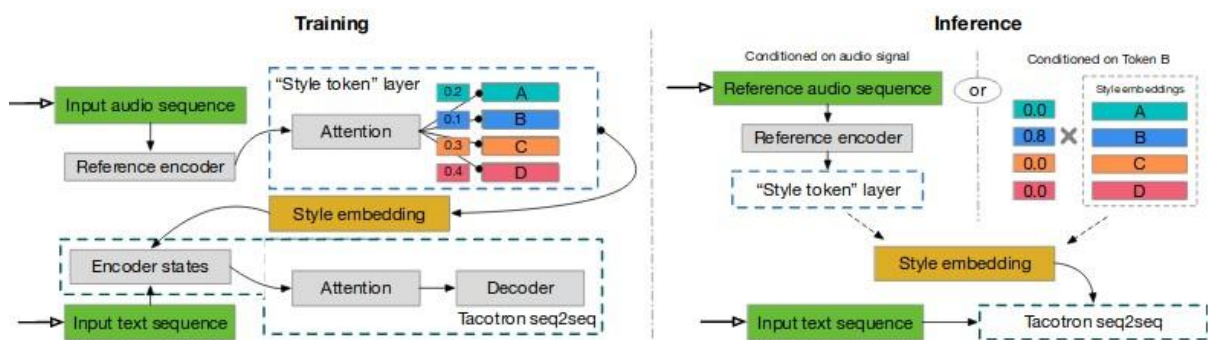 Training
Input audio sequence
Reference encoder
“Style token” layer
Attention
0.2 A
0.1 B
0.3 C
0.4 D
Style embedding
Encoder states
Attention
Decoder
Tacotron seq2seq
Input text sequence
Inference
Conditioned on audio signal
Reference audio sequence
Reference encoder
“Style token” layer
or
Conditioned on Token B
Style embeddings
0.0 A
0.8 B
0.0 C
0.0 D
Style embedding
Input text sequence
Tacotron seq2seq